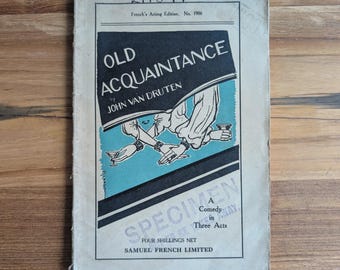 French's Acting Edition. No. 1986
OLD
ACQUAINTANCE
by
JOHN VAN DRUTEN
SPECIMEN
A
Comedy
in
Three Acts
FOUR SHILLINGS NET
SAMUEL FRENCH LIMITED